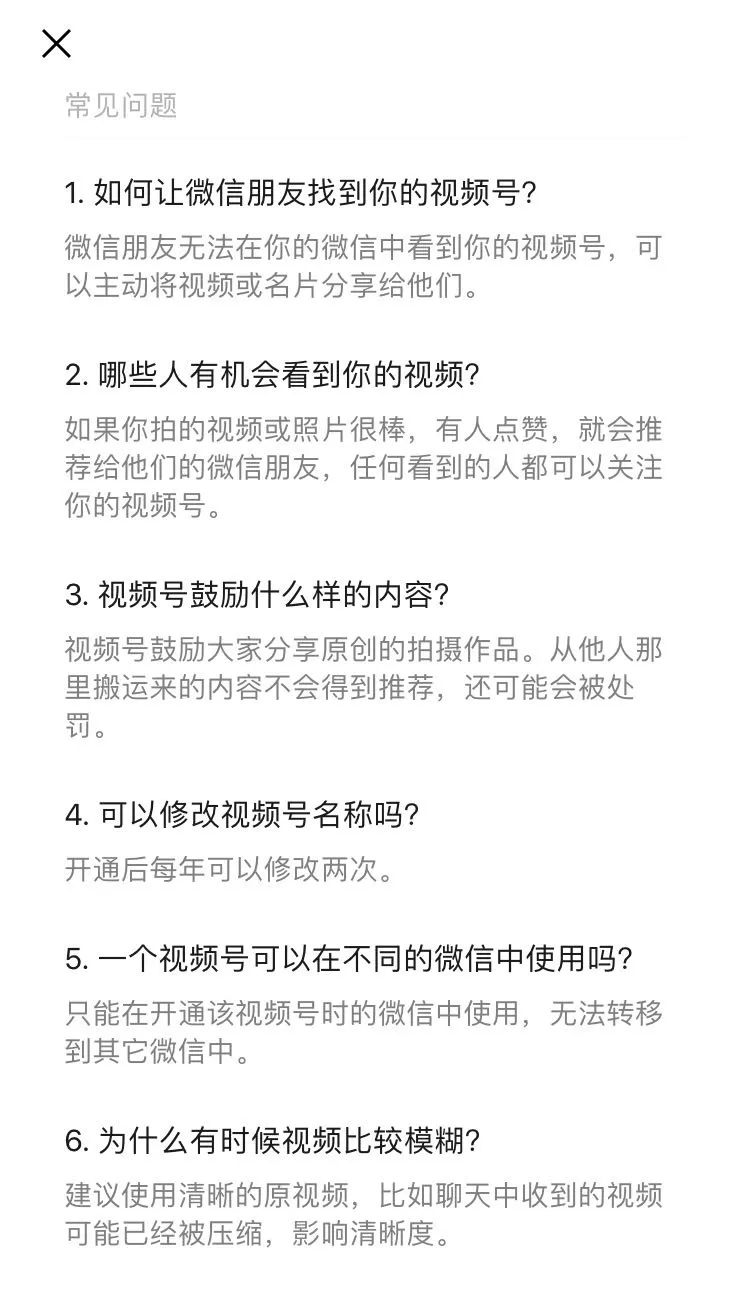 常见问题
1. 如何让微信朋友找到你的视频号?
微信朋友无法在你的微信中看到你的视频号，可
以主动将视频或名片分享给他们。
2. 哪些人有机会看到你的视频?
如果你拍的视频或照片很棒，有人点赞，就会推
荐给他们的微信朋友，任何看到的人都可以关注
你的视频号。
3. 视频号鼓励什么样的内容?
视频号鼓励大家分享原创的拍摄作品。从他人那
里搬运来的内容不会得到推荐，还可能会被处
罚。
4. 可以修改视频号名称吗?
开通后每年可以修改两次。
5. 一个视频号可以在不同的微信中使用吗?
只能在开通该视频号时的微信中使用，无法转移
到其它微信中。
6. 为什么有时候视频比较模糊?
建议使用清晰的原视频，比如聊天中收到的视频
可能已经被压缩，影响清晰度。